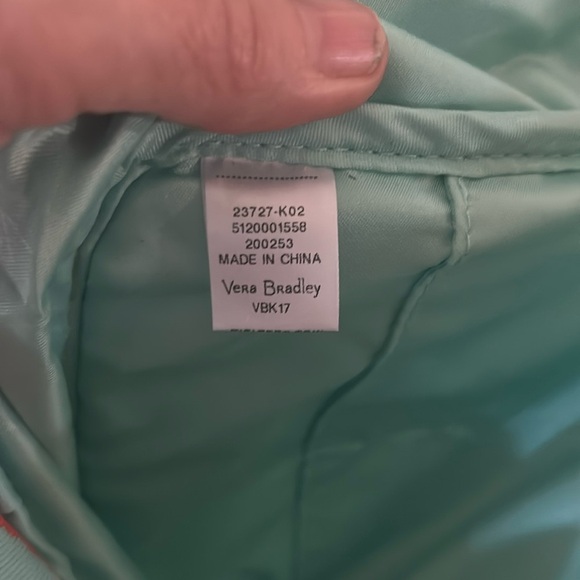 23727-K02
5120001558
200253
MADE IN CHINA
Vera Bradley
VBK17